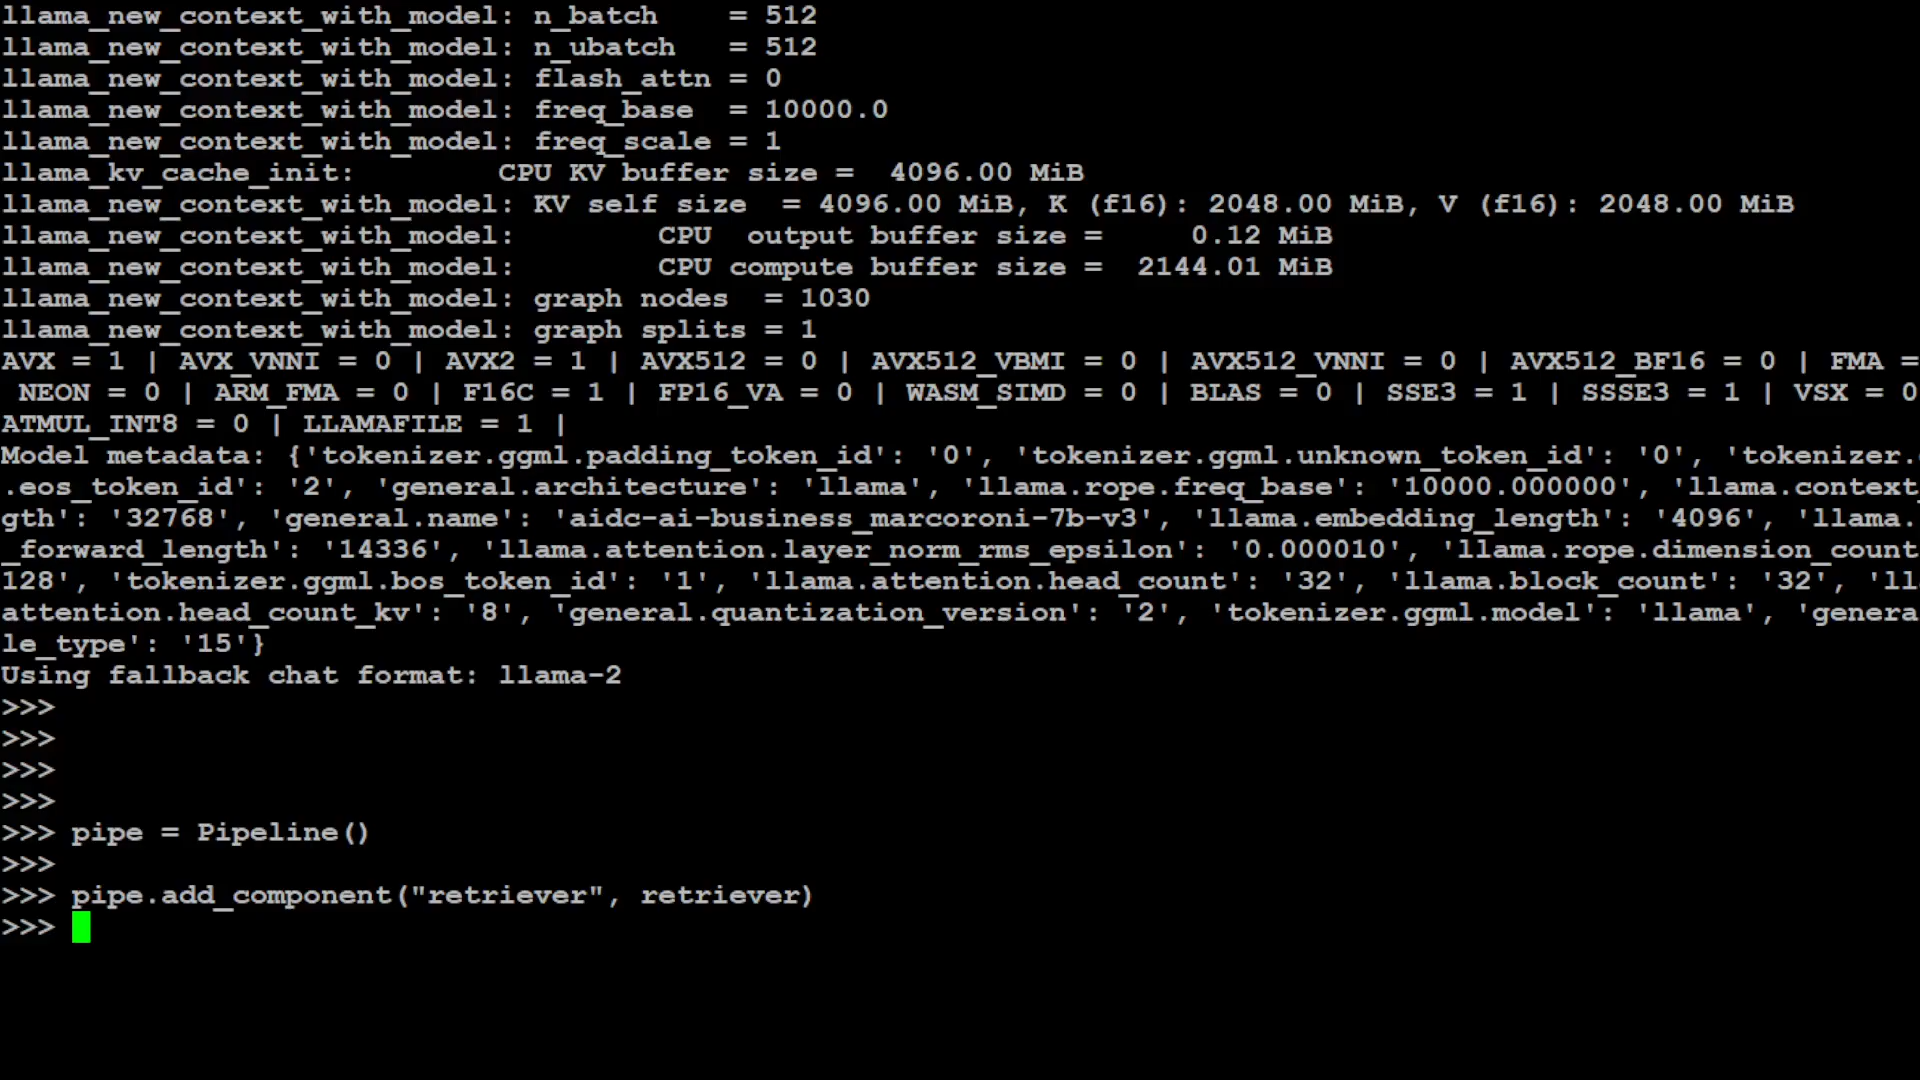 llama_new_context_with_model: n_batch    = 512
llama_new_context_with_model: n_ubatch   = 512
llama_new_context_with_model: flash_attn = 0
llama_new_context_with_model: freq_base  = 10000.0
llama_new_context_with_model: freq_scale = 1
llama_kv_cache_init:        CPU KV buffer size =  4096.00 MiB
llama_new_context_with_model: KV self size  = 4096.00 MiB, K (f16): 2048.00 MiB, V (f16): 2048.00 MiB
llama_new_context_with_model:        CPU  output buffer size =     0.12 MiB
llama_new_context_with_model:        CPU compute buffer size =  2144.01 MiB
llama_new_context_with_model: graph nodes  = 1030
llama_new_context_with_model: graph splits = 1
AVX = 1 | AVX_VNNI = 0 | AVX2 = 1 | AVX512 = 0 | AVX512_VBMI = 0 | AVX512_VNNI = 0 | AVX512_BF16 = 0 | FMA =
 NEON = 0 | ARM_FMA = 0 | F16C = 1 | FP16_VA = 0 | WASM_SIMD = 0 | BLAS = 0 | SSE3 = 1 | SSSE3 = 1 | VSX = 0
ATMUL_INT8 = 0 | LLAMAFILE = 1 |
Model metadata: {'tokenizer.ggml.padding_token_id': '0', 'tokenizer.ggml.unknown_token_id': '0', 'tokenizer.
.eos_token_id': '2', 'general.architecture': 'llama', 'llama.rope.freq_base': '10000.000000', 'llama.context_
gth': '32768', 'general.name': 'aidc-ai-business_marcoroni-7b-v3', 'llama.embedding_length': '4096', 'llama.
_forward_length': '14336', 'llama.attention.layer_norm_rms_epsilon': '0.000010', 'llama.rope.dimension_count
128', 'tokenizer.ggml.bos_token_id': '1', 'llama.attention.head_count': '32', 'llama.block_count': '32', 'll
attention.head_count_kv': '8', 'general.quantization_version': '2', 'tokenizer.ggml.model': 'llama', 'genera
le_type': '15'}
Using fallback chat format: llama-2
>>>
>>>
>>>
>>>
>>> pipe = Pipeline()
>>>
>>> pipe.add_component("retriever", retriever)
>>>